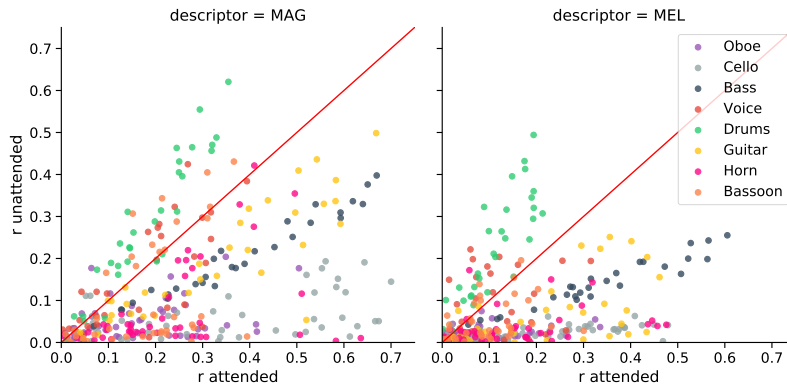 descriptor = MAG
descriptor = MEL
r unattended
0.7
0.6
0.5
0.4
0.3
0.2
0.1
0.0
0.0 0.1 0.2 0.3 0.4 0.5 0.6 0.7
r attended
0.0 0.1 0.2 0.3 0.4 0.5 0.6 0.7
r attended
Oboe
Cello
Bass
Voice
Drums
Guitar
Horn
Bassoon